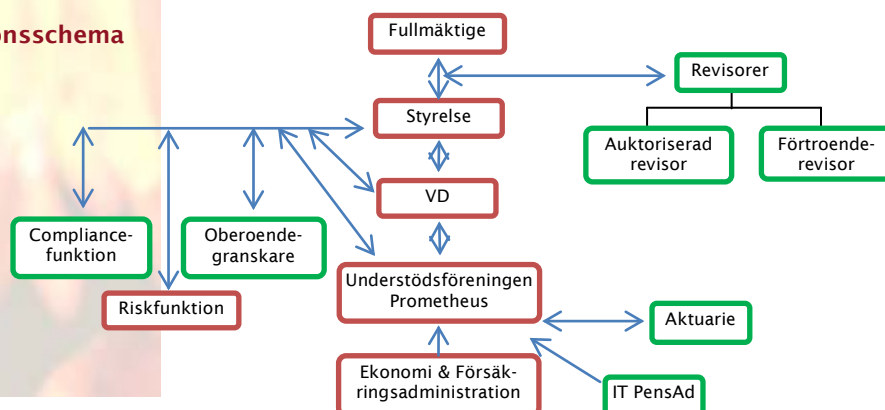 onsschema
Fullmäktige
Revisorer
Styrelse
Auktoriserad
revisor
Förtroende-
revisor
VD
Compliance-
funktion
Oberoende-
granskare
Understödsföreningen
Prometheus
Riskfunktion
Aktuarie
Ekonomi & Försäk-
ringsadministration
IT PensAd